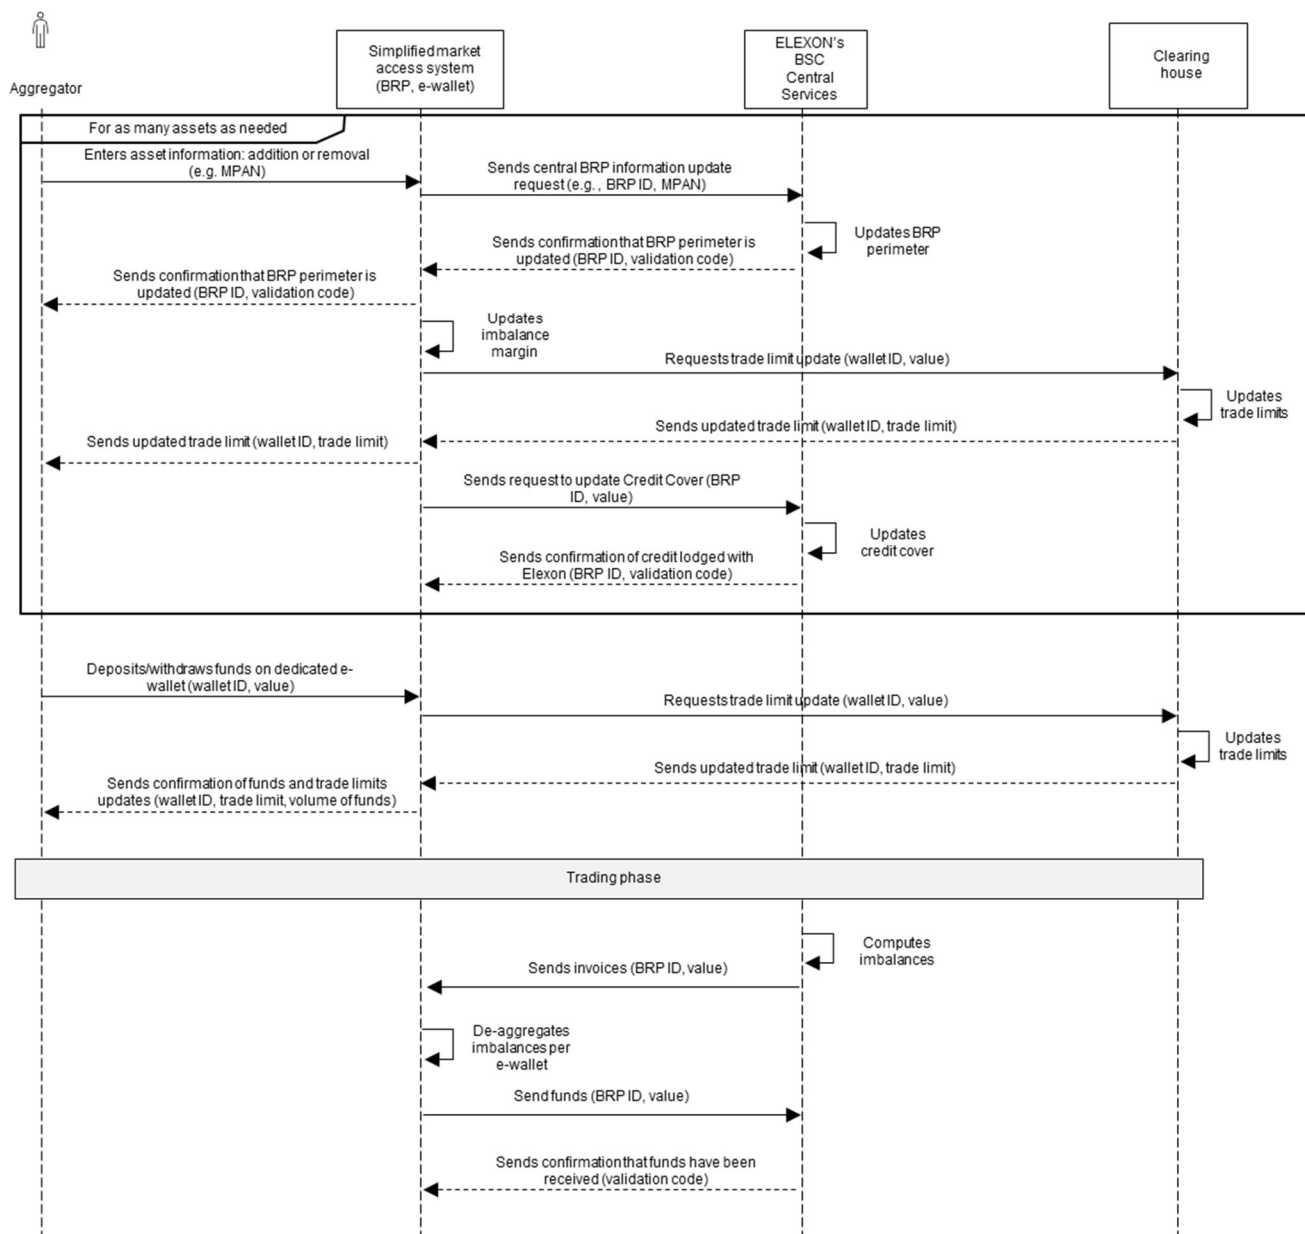 Aggregator
Simplified market
access system
(BRP, e-wallet)
ELEXON's
BSC
Central
Services
Clearing
house
For as many assets as needed
Enters asset information: addition or removal
(e.g. MPAN)
Sends central BRP information update
request (e.g., BRP ID, MPAN)
Updates BRP
perimeter
Sends confirmation that BRP perimeter is
updated (BRP ID, validation code)
Sends confirmation that BRP perimeter is
updated (BRP ID, validation code)
Updates
imbalance
margin
Requests trade limit update (wallet ID, value)
Updates
trade limits
Sends updated trade limit (wallet ID, trade limit)
Sends updated trade limit (wallet ID, trade limit)
Sends request to update Credit Cover (BRP
ID, value)
Updates
credit cover
Sends confirmation of credit lodged with
Elexon (BRP ID, validation code)
Deposits/withdraws funds on dedicated e-
wallet (wallet ID, value)
Requests trade limit update (wallet ID, value)
Updates
trade limits
Sends updated trade limit (wallet ID, trade limit)
Sends confirmation of funds and trade limits
updates (wallet ID, trade limit, volume of funds)
Trading phase
Computes
imbalances
Sends invoices (BRP ID, value)
De-aggregates
imbalances per
e-wallet
Send funds (BRP ID, value)
Sends confirmation that funds have been
received (validation code)